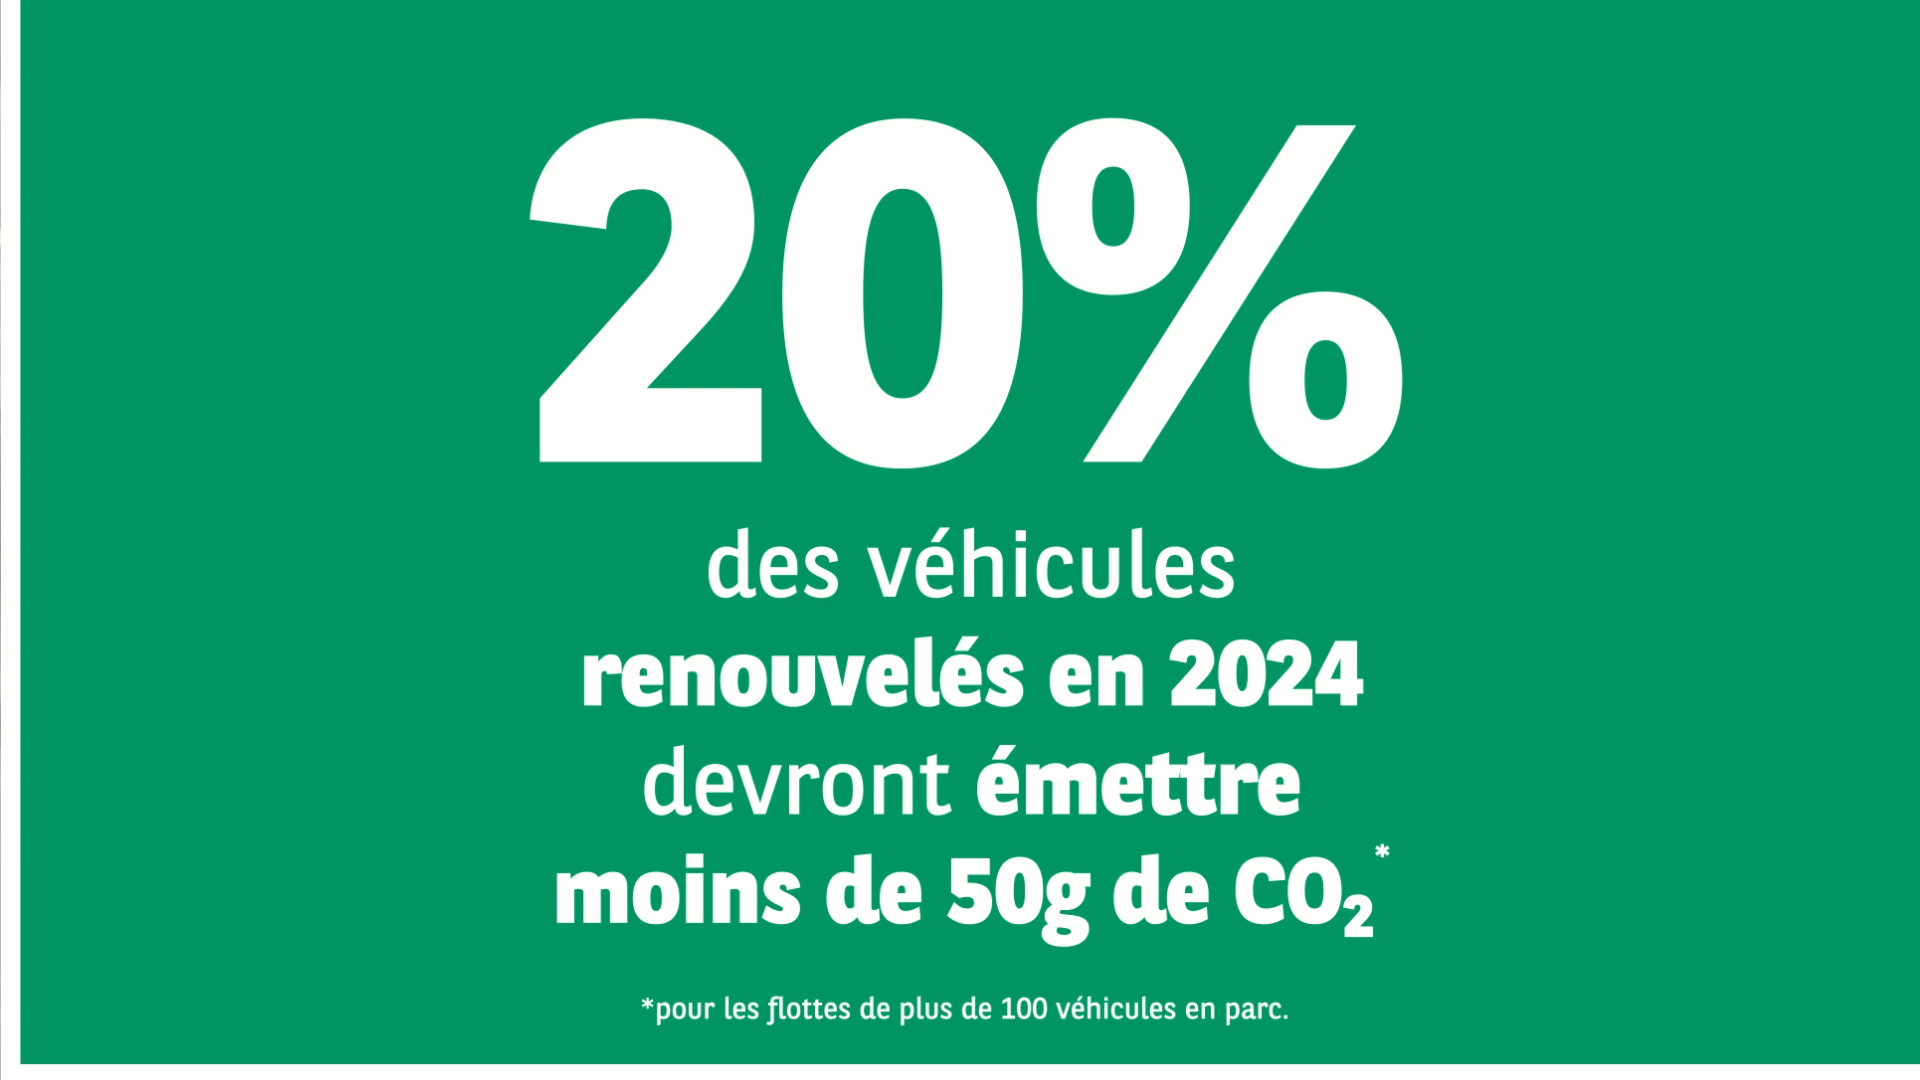 20%
des véhicules
renouvelés en 2024
devront émettre
moins de 50g de CO₂*
*pour les flottes de plus de 100 véhicules en parc.